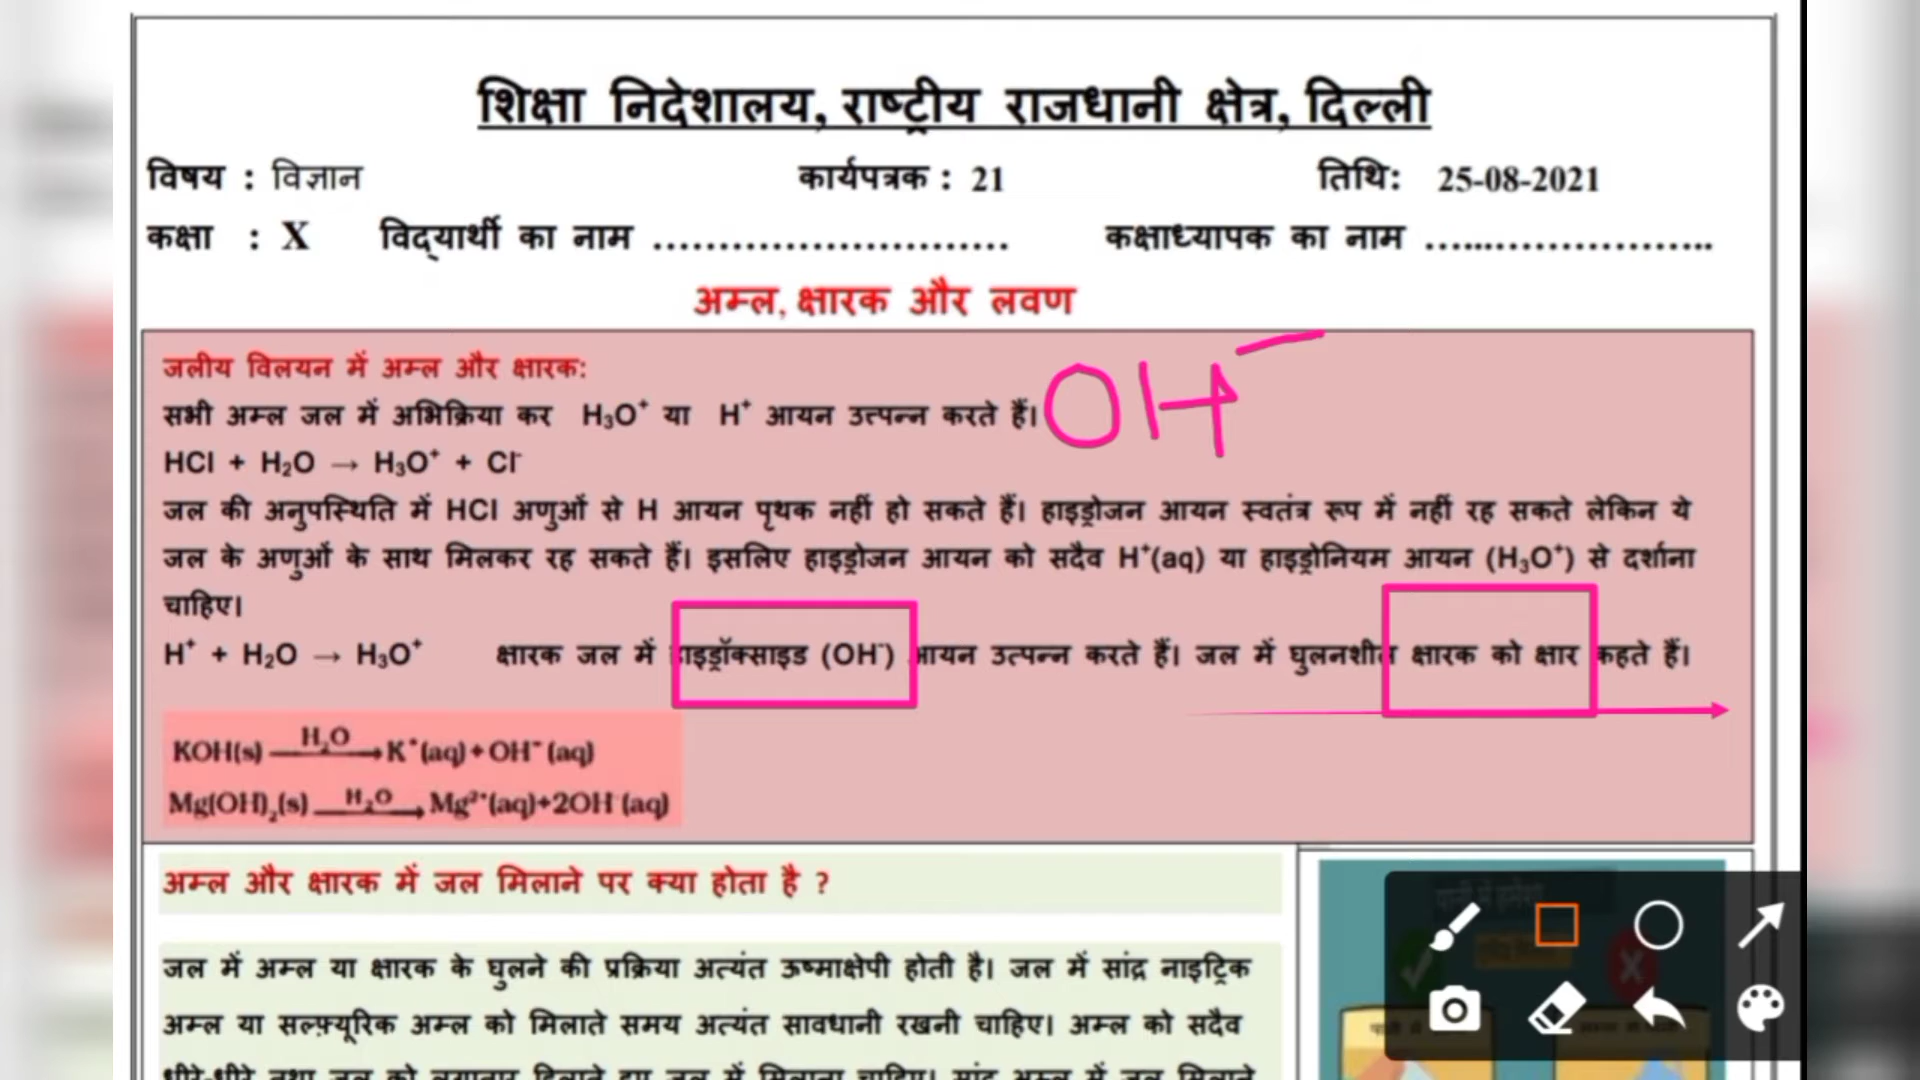 शिक्षा निदेशालय, राष्ट्रीय राजधानी क्षेत्र, दिल्ली
विषय : विज्ञान कार्यपत्रक : 21 तिथि: 25-08-2021
कक्षा : X विद्यार्थी का नाम ........................... कक्षाध्यापक का नाम ......................
अम्ल, क्षारक और लवण
जलीय विलयन में अम्ल और क्षारक:
सभी अम्ल जल में अभिक्रिया कर H₃O⁺ या H⁺ आयन उत्पन्न करते हैं। OH⁻
HCl + H₂O → H₃O⁺ + Cl⁻
जल की अनुपस्थिति में HCl अणुओं से H आयन पृथक नहीं हो सकते हैं। हाइड्रोजन आयन स्वतंत्र रूप में नहीं रह सकते लेकिन ये
जल के अणुओं के साथ मिलकर रह सकते हैं। इसलिए हाइड्रोजन आयन को सदैव H⁺(aq) या हाइड्रोनियम आयन (H₃O⁺) से दर्शाना
चाहिए।
H⁺ + H₂O → H₃O⁺ क्षारक जल में हाइड्रॉक्साइड (OH⁻) आयन उत्पन्न करते हैं। जल में घुलनशील क्षारक को क्षार कहते हैं।
KOH(s) —H₂O→ K⁺(aq)+OH⁻(aq)
Mg(OH)₂(s) —H₂O→ Mg²⁺(aq)+2OH⁻(aq)
अम्ल और क्षारक में जल मिलाने पर क्या होता है ?
जल में अम्ल या क्षारक के घुलने की प्रक्रिया अत्यंत ऊष्माक्षेपी होती है। जल में सांद्र नाइट्रिक
अम्ल या सल्फ़्यूरिक अम्ल को मिलाते समय अत्यंत सावधानी रखनी चाहिए। अम्ल को सदैव
धीरे-धीरे तथा जल को लगातार हिलाते हुए जल में मिलाना चाहिए। सांद्र अम्ल में जल मिलाने